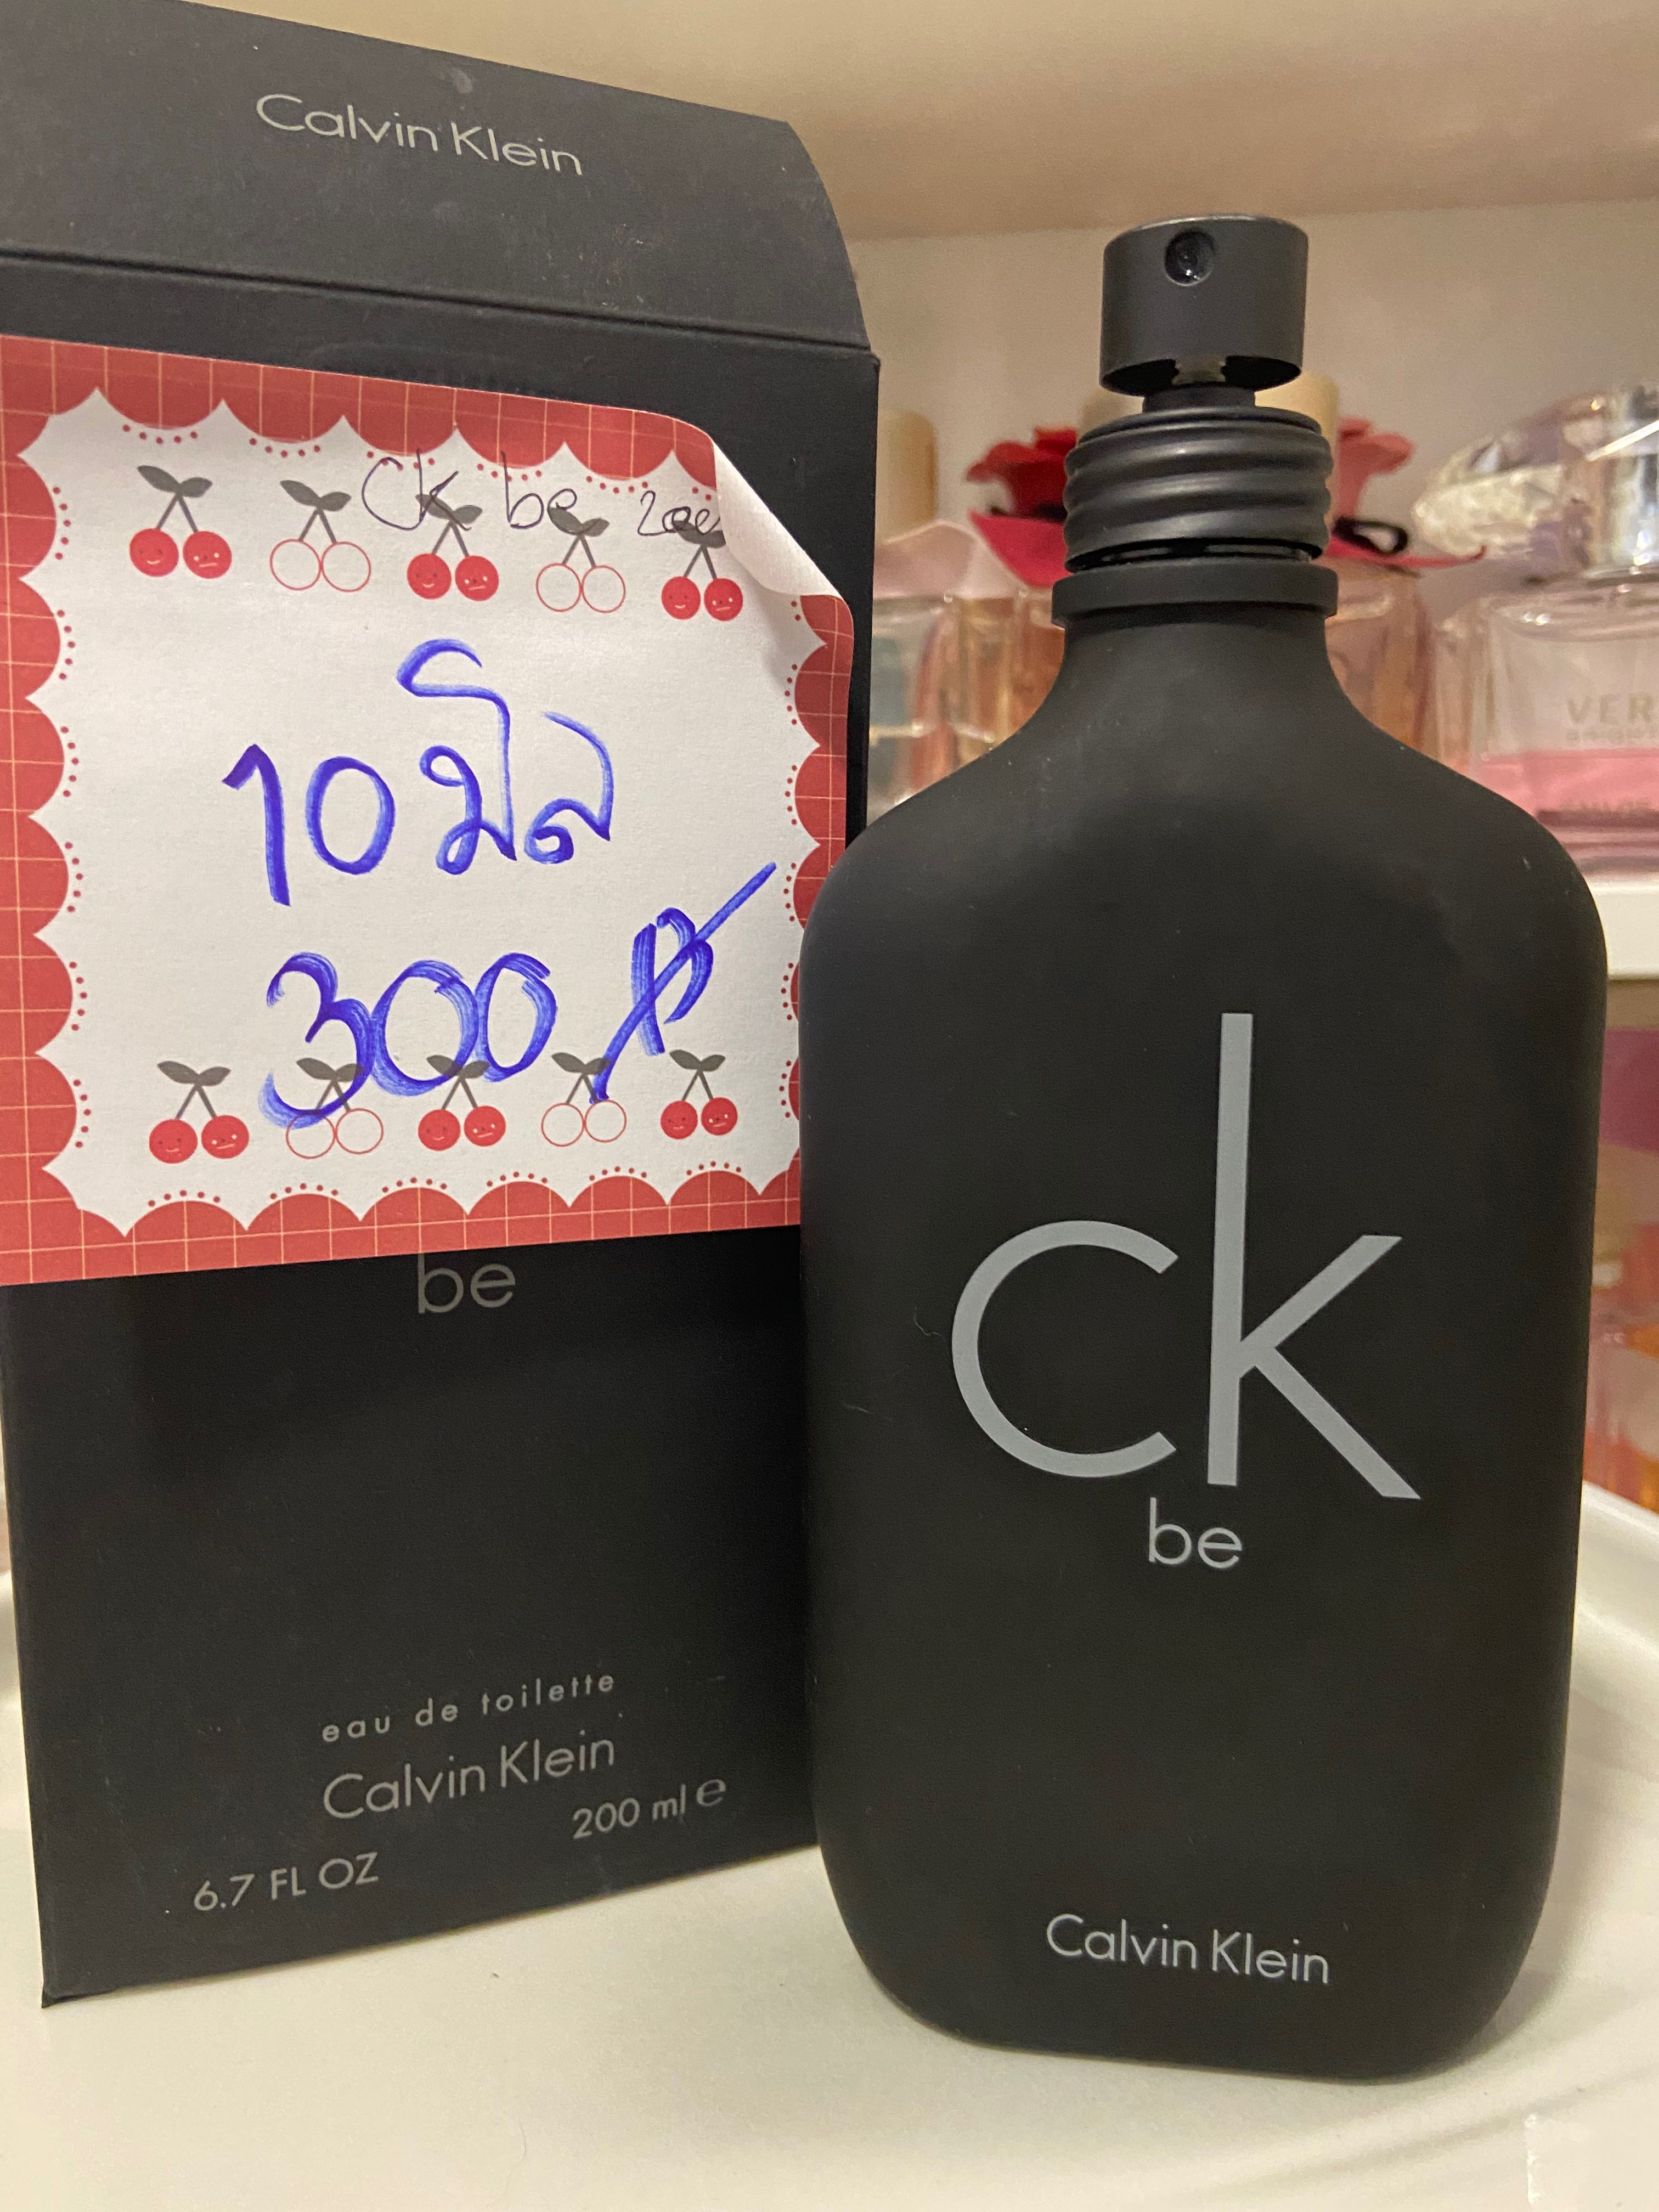 Calvin Klein
CK be
10 มิล
300 ฿
be
eau de toilette
Calvin Klein
200 ml e
6.7 FL OZ
ck
be
Calvin Klein
VER